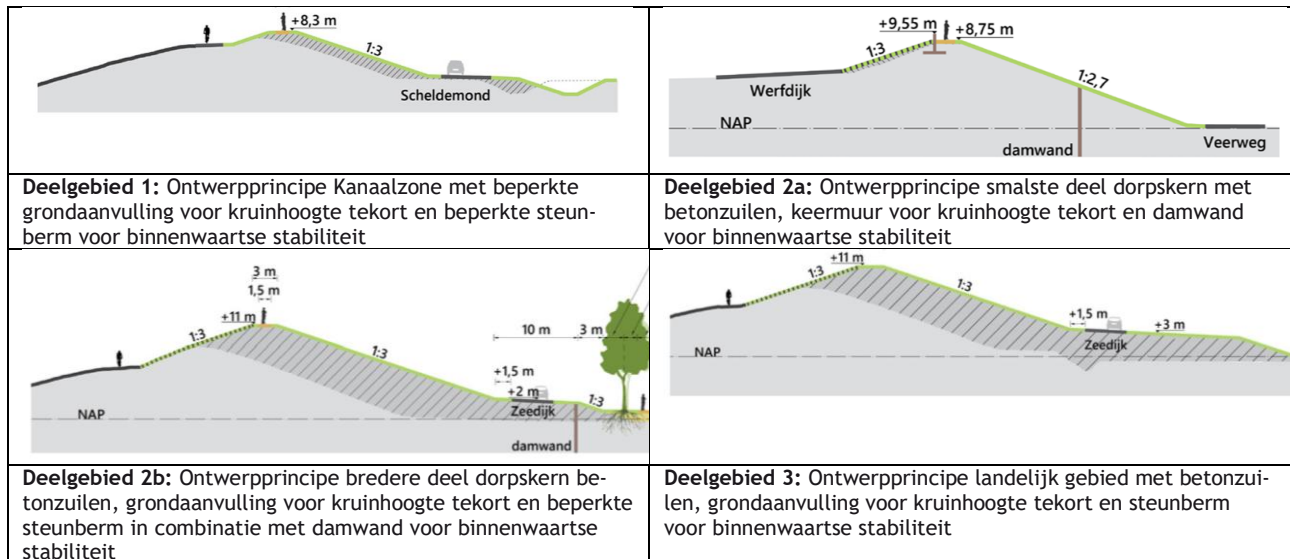 +8,3 m
1:3
Scheldemond
Deelgebied 1: Ontwerpprincipe Kanaalzone met beperkte
grondaanvulling voor kruinhoogte tekort en beperkte steun-
berm voor binnenwaartse stabiliteit
+9,55 m
+8,75 m
1:3
1:2,7
Werfdijk
NAP
damwand
Veerweg
Deelgebied 2a: Ontwerpprincipe smalste deel dorpskern met
betonzuilen, keermuur voor kruinhoogte tekort en damwand
voor binnenwaartse stabiliteit
3 m
1,5 m
+11 m
1:3
1:3
10 m
3 m
+1,5 m
+2 m
1:3
Zeedijk
NAP
damwand
Deelgebied 2b: Ontwerpprincipe bredere deel dorpskern be-
tonzuilen, grondaanvulling voor kruinhoogte tekort en beperkte
steunberm in combinatie met damwand voor binnenwaartse
stabiliteit
+11 m
1:3
1:3
+1,5 m
+3 m
Zeedijk
NAP
Deelgebied 3: Ontwerpprincipe landelijk gebied met betonzui-
len, grondaanvulling voor kruinhoogte tekort en steunberm
voor binnenwaartse stabiliteit